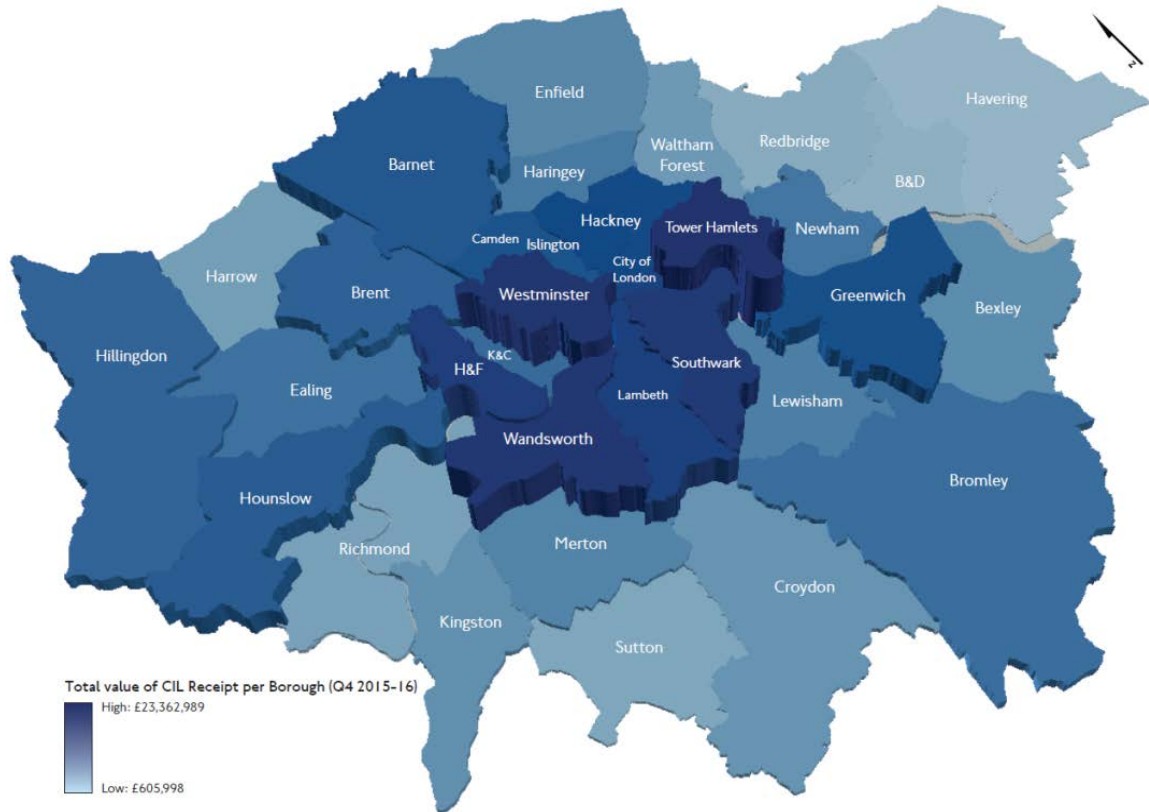 N
Enfield
Havering
Waltham
Forest
Redbridge
Barnet
Haringey
B&D
Hackney
Tower Hamlets
Newham
Camden
Islington
City of
London
Harrow
Brent
Westminster
Greenwich
Bexley
Hillingdon
K&C
H&F
Southwark
Ealing
Lambeth
Lewisham
Wandsworth
Bromley
Hounslow
Richmond
Merton
Croydon
Kingston
Sutton
Total value of CIL Receipt per Borough (Q4 2015-16)
High: £23,362,989
Low: £605,998